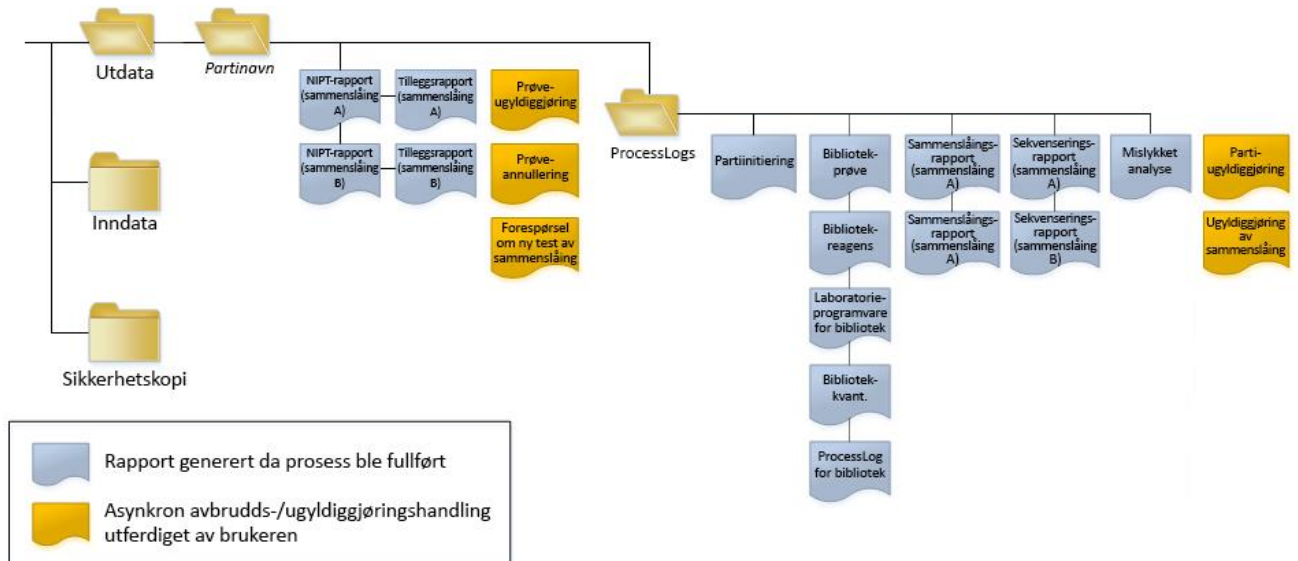 Utdata
Partinavn
NIPT-rapport
(sammenslåing
A)
Tilleggsrapport
(sammenslåing
A)
Prøve-
ugyldiggjøring
NIPT-rapport
(sammenslåing
B)
Tilleggsrapport
(sammenslåing
B)
Prøve-
annullering
Forespørsel
om ny test av
sammenslåing
ProcessLogs
Partiinitiering
Bibliotek-
prøve
Sammenslåings-
rapport
(sammenslåing
A)
Sekvenserings-
rapport
(sammenslåing
A)
Mislykket
analyse
Parti-
ugyldiggjøring
Bibliotek-
reagens
Sammenslåings-
rapport
(sammenslåing
A)
Sekvenserings-
rapport
(sammenslåing
B)
Ugyldiggjøring
av
sammenslåing
Laboratorie-
programvare
for bibliotek
Bibliotek-
kvant.
ProcessLog
for bibliotek
Inndata
Sikkerhetskopi
Rapport generert da prosess ble fullført
Asynkron avbrudds-/ugyldiggjøringshandling
utferdiget av brukeren